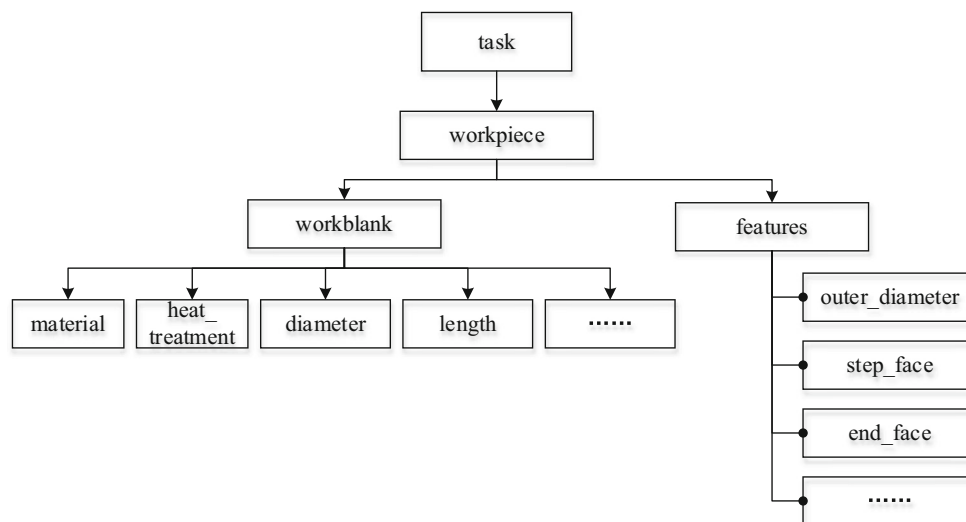 task
workpiece
workblank
features
material
heat_
treatment
diameter
length
······
outer_diameter
step_face
end_face
······